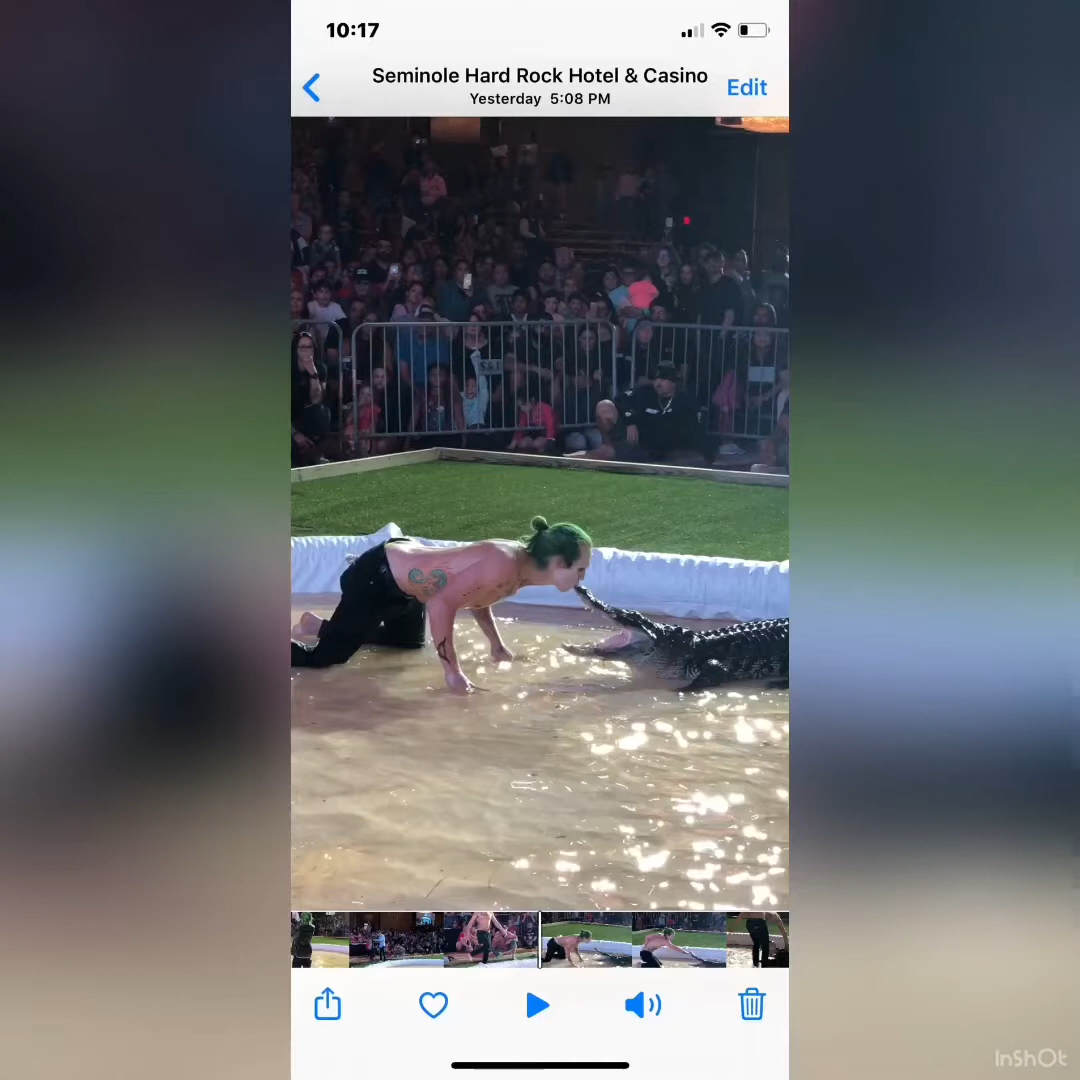 10:17
Seminole Hard Rock Hotel & Casino
Yesterday 5:08 PM
Edit
InShOt